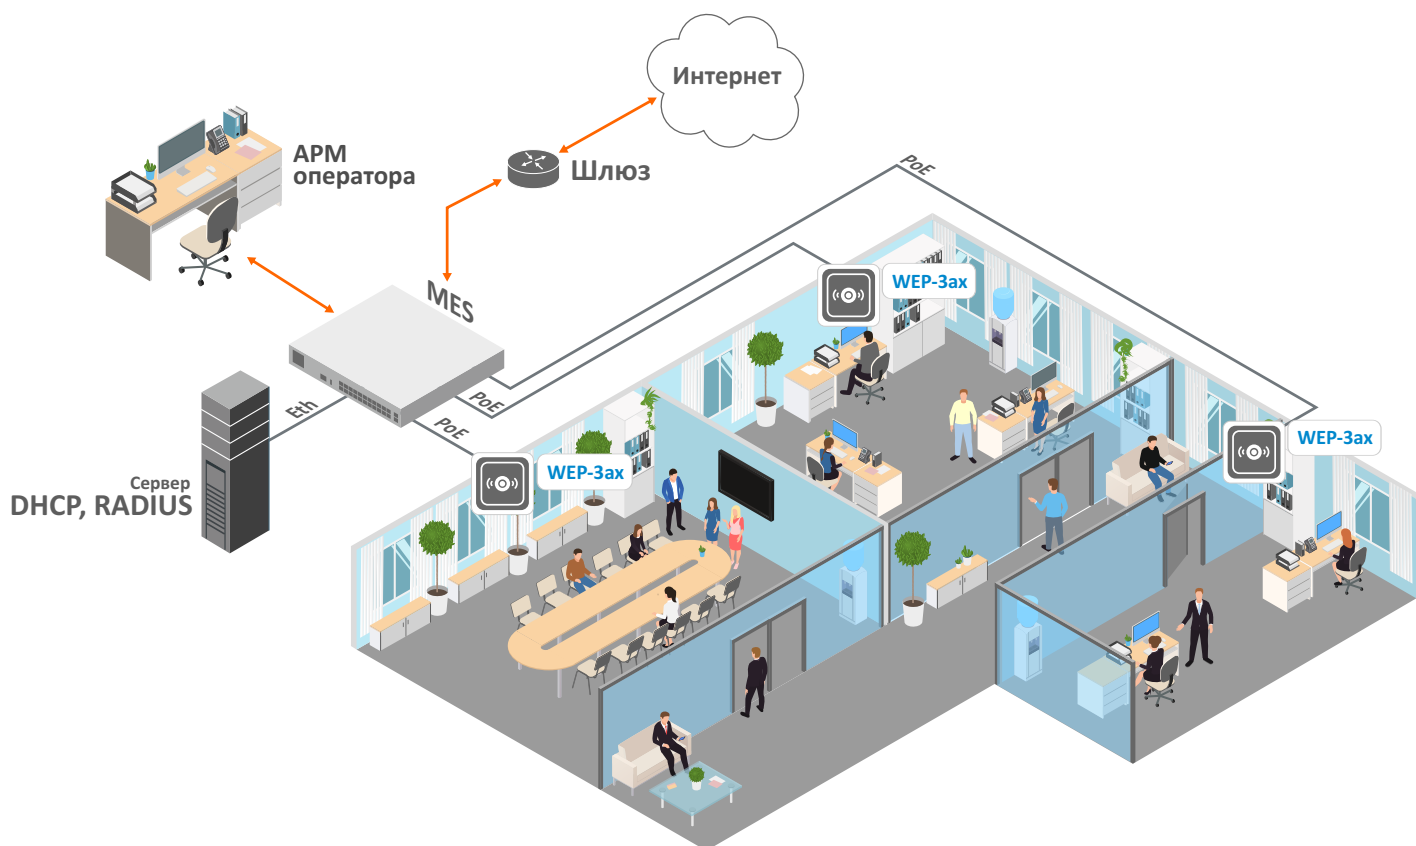 Интернет
АРМ
оператора
Шлюз
PoE
MES
WEP-3ax
Eth
PoE
PoE
WEP-3ax
WEP-3ax
Сервер
DHCP, RADIUS